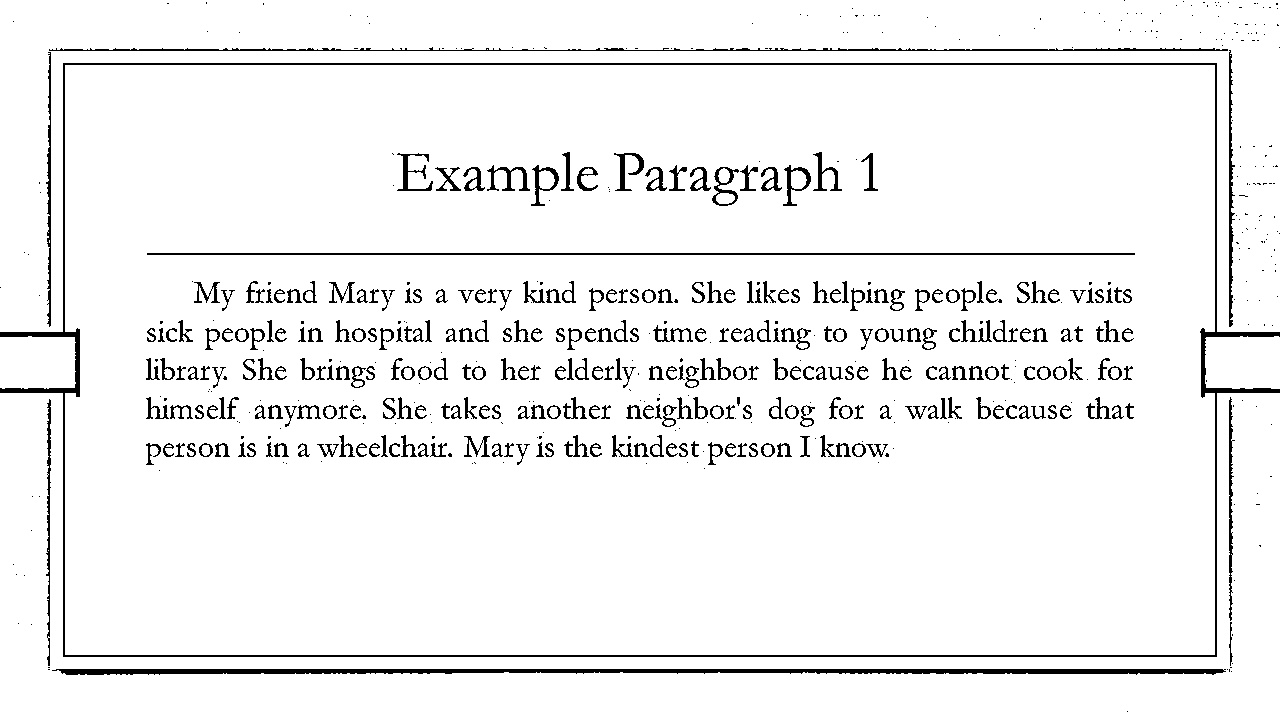 Example Paragraph 1
My friend Mary is a very kind person. She likes helping people. She visits
sick people in hospital and she spends time reading to young children at the
library. She brings food to her elderly neighbor because he cannot cook for
himself anymore. She takes another neighbor's dog for a walk because that
person is in a wheelchair. Mary is the kindest person I know.